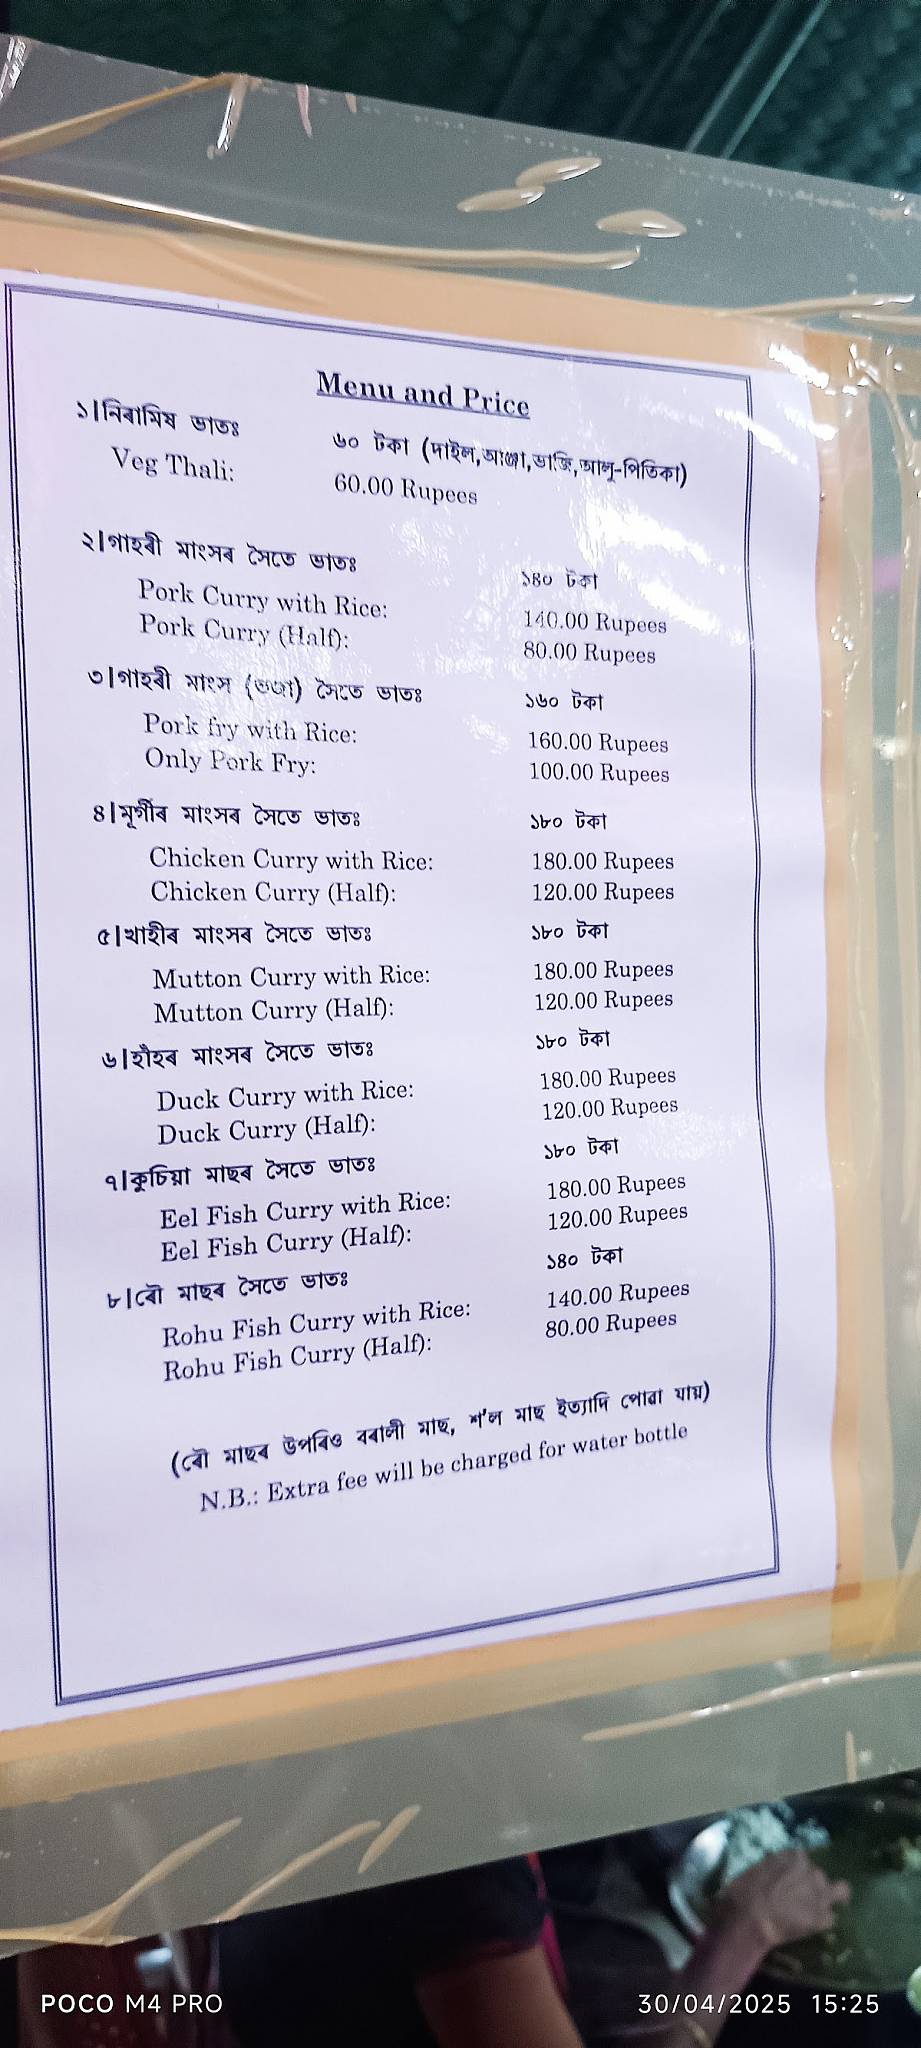 Menu and Price
১।নিৰামিষ ভাতঃ ৬০ টকা (দাইল,আঞ্জা,ভাজি,আলু-পিতিকা)
Veg Thali: 60.00 Rupees
২।গাহৰী মাংসৰ সৈতে ভাতঃ ১৪০ টকা
Pork Curry with Rice: 140.00 Rupees
Pork Curry (Half): 80.00 Rupees
৩।গাহৰী মাংস (ভজা) সৈতে ভাতঃ ১৬০ টকা
Pork fry with Rice: 160.00 Rupees
Only Pork Fry: 100.00 Rupees
৪।মূৰ্গীৰ মাংসৰ সৈতে ভাতঃ ১৮০ টকা
Chicken Curry with Rice: 180.00 Rupees
Chicken Curry (Half): 120.00 Rupees
৫।খাহীৰ মাংসৰ সৈতে ভাতঃ ১৮০ টকা
Mutton Curry with Rice: 180.00 Rupees
Mutton Curry (Half): 120.00 Rupees
৬।হাঁহৰ মাংসৰ সৈতে ভাতঃ ১৮০ টকা
Duck Curry with Rice: 180.00 Rupees
Duck Curry (Half): 120.00 Rupees
৭।কুচিয়া মাছৰ সৈতে ভাতঃ ১৮০ টকা
Eel Fish Curry with Rice: 180.00 Rupees
Eel Fish Curry (Half): 120.00 Rupees
৮।ৰৌ মাছৰ সৈতে ভাতঃ ১৪০ টকা
Rohu Fish Curry with Rice: 140.00 Rupees
Rohu Fish Curry (Half): 80.00 Rupees
(ৰৌ মাছৰ উপৰিও বৰালী মাছ, শ'ল মাছ ইত্যাদি পোৱা যায়)
N.B.: Extra fee will be charged for water bottle
POCO M4 PRO
30/04/2025 15:25